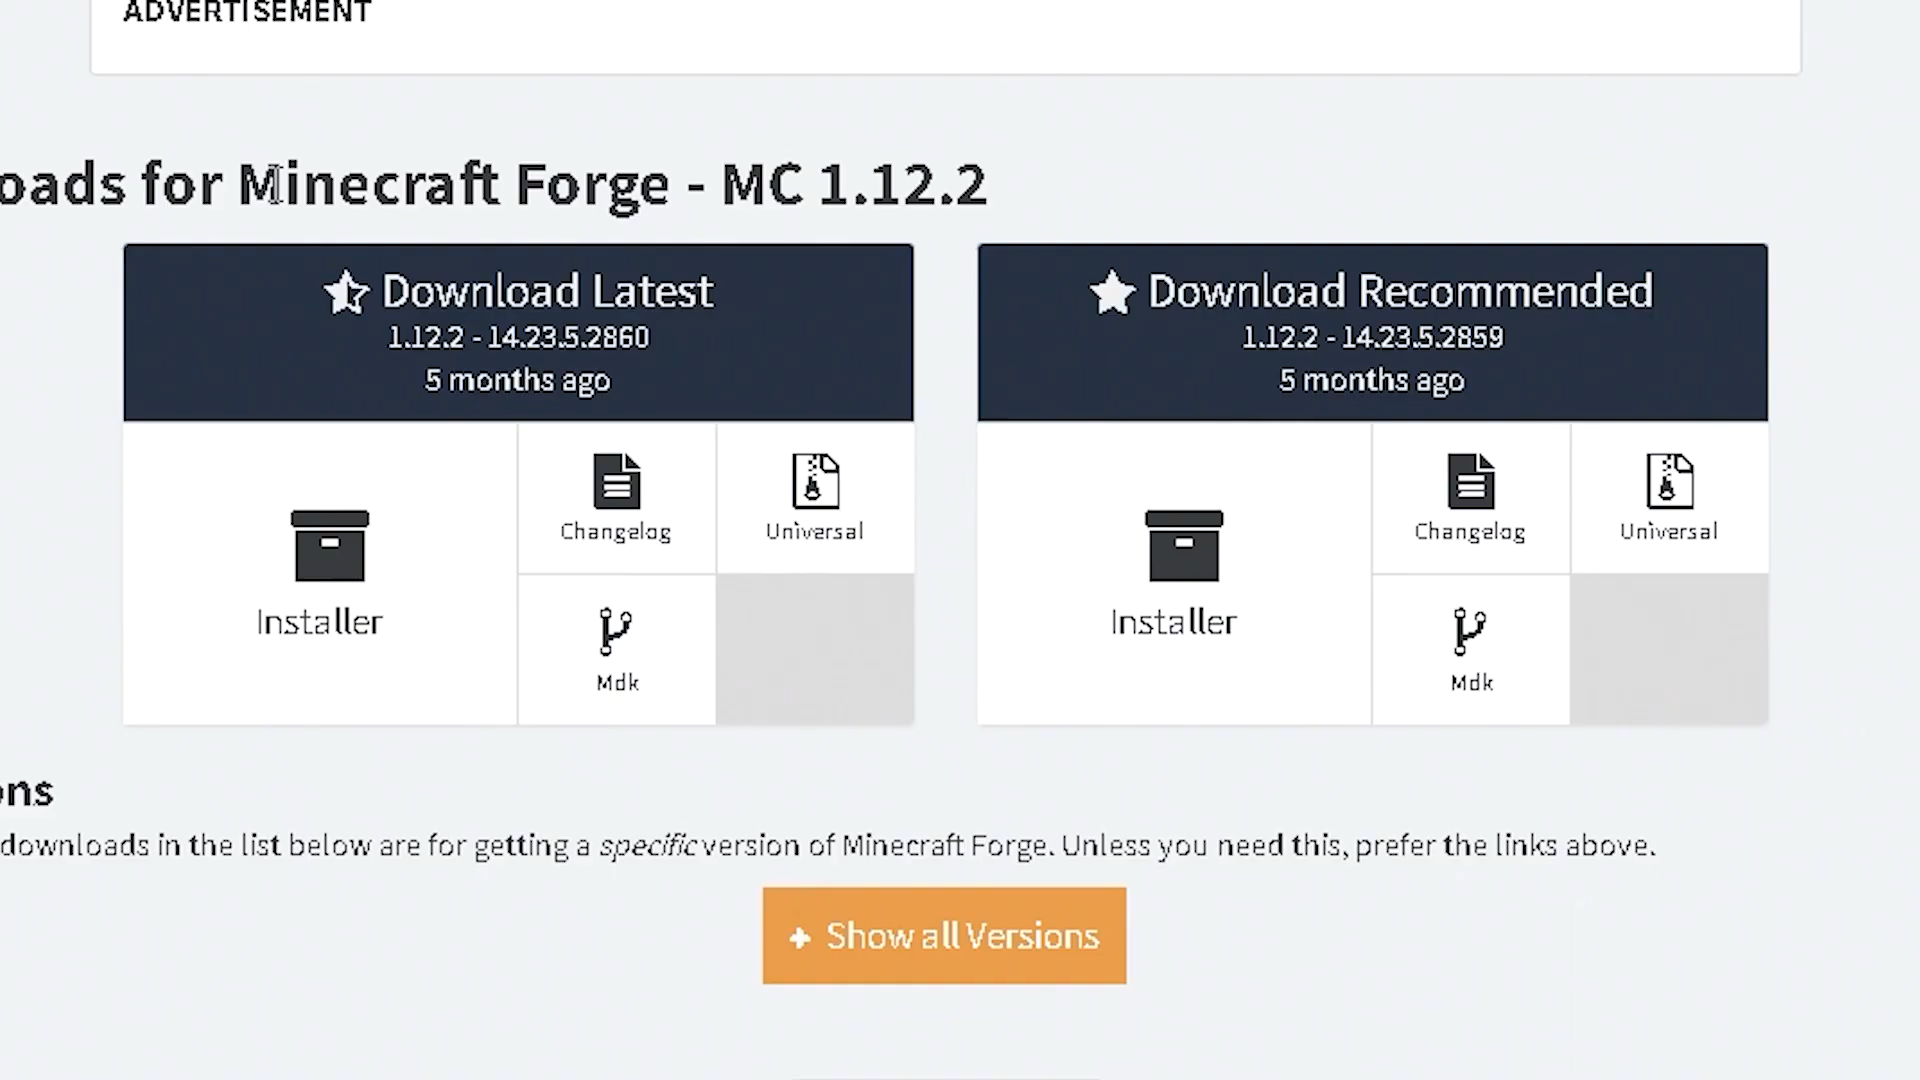 ADVERTISEMENT
oads for Minecraft Forge - MC 1.12.2
Download Latest
1.12.2 - 14.23.5.2860
5 months ago
Installer
Changelog
Universal
Mdk
Download Recommended
1.12.2 - 14.23.5.2859
5 months ago
Installer
Changelog
Universal
Mdk
ons
downloads in the list below are for getting a specific version of Minecraft Forge. Unless you need this, prefer the links above.
+ Show all Versions